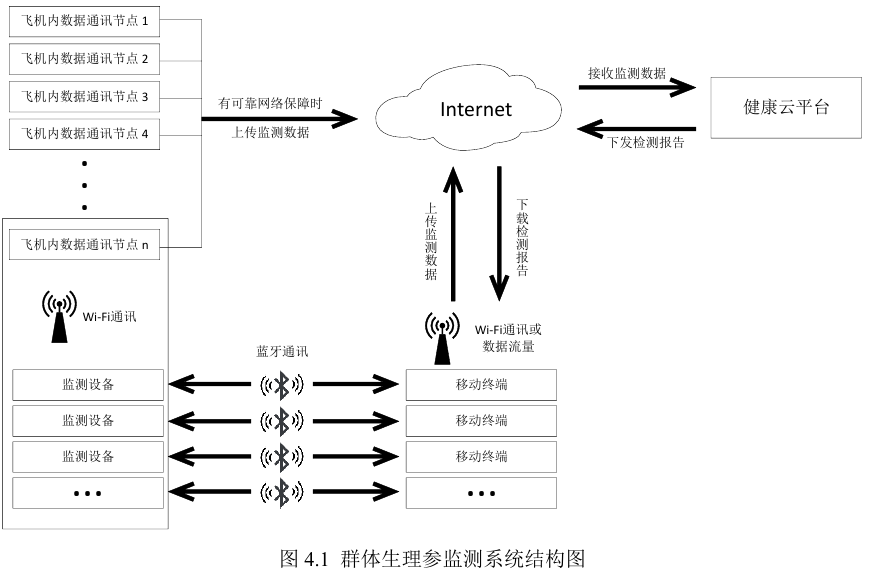 飞机内数据通讯节点 1
飞机内数据通讯节点 2
飞机内数据通讯节点 3
飞机内数据通讯节点 4
飞机内数据通讯节点 n
Wi-Fi通讯
监测设备
监测设备
监测设备
有可靠网络保障时
上传监测数据
Internet
接收监测数据
下发检测报告
健康云平台
上传监测数据
下载检测报告
Wi-Fi通讯或
数据流量
蓝牙通讯
移动终端
移动终端
移动终端
图 4.1 群体生理参监测系统结构图